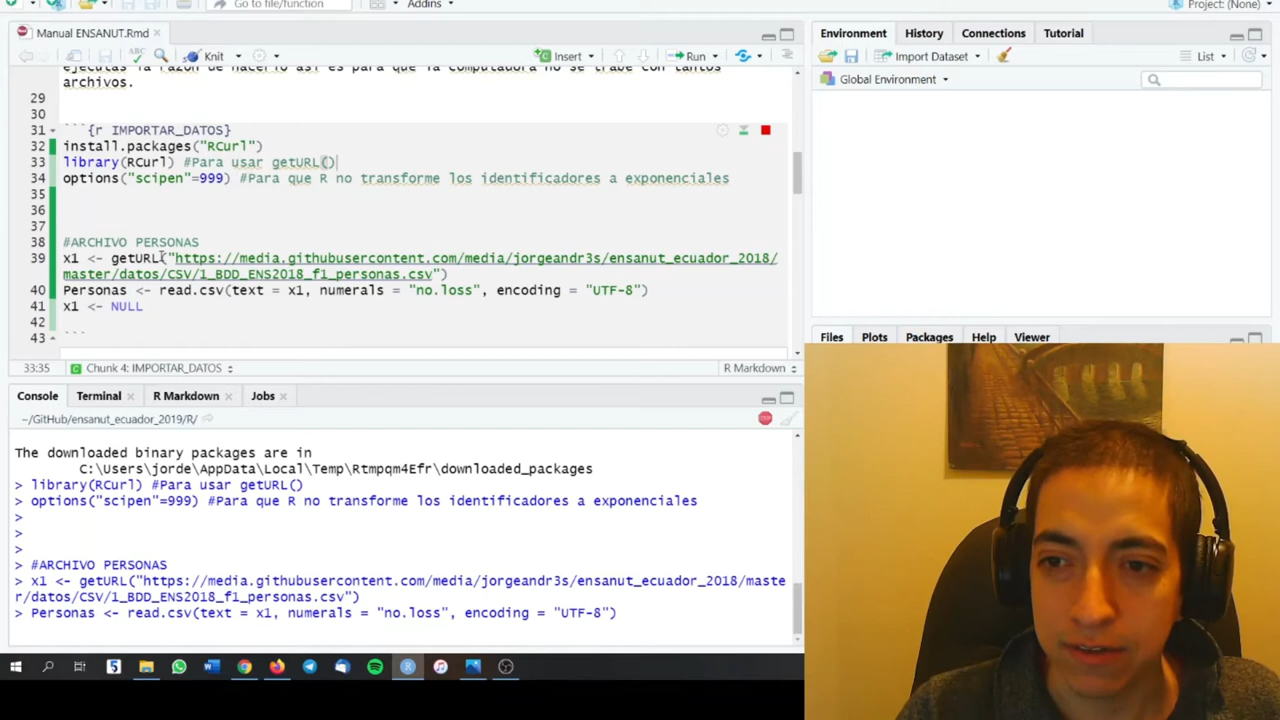 Go to file/function
Addins
Project: (None)
Manual ENSANUT.Rmd
Knit
Insert
Run
ejecutas la razón de hacerlo así es para que la computadora no se trabe con tantos
archivos.
29
30
31 ```{r IMPORTAR_DATOS}
32 install.packages("RCurl")
33 library(RCurl) #Para usar getURL()
34 options("scipen"=999) #Para que R no transforme los identificadores a exponenciales
35
36
37
38 #ARCHIVO PERSONAS
39 x1 <- getURL("https://media.githubusercontent.com/media/jorgeandr3s/ensanut_ecuador_2018/
master/datos/CSV/1_BDD_ENS2018_f1_personas.csv")
40 Personas <- read.csv(text = x1, numerals = "no.loss", encoding = "UTF-8")
41 x1 <- NULL
42
43 ```
33:35 Chunk 4: IMPORTAR_DATOS R Markdown
Console Terminal R Markdown Jobs
~/GitHub/ensanut_ecuador_2019/R/
The downloaded binary packages are in
C:\Users\jorde\AppData\Local\Temp\Rtmpqm4Efr\downloaded_packages
> library(RCurl) #Para usar getURL()
> options("scipen"=999) #Para que R no transforme los identificadores a exponenciales
>
>
>
> #ARCHIVO PERSONAS
> x1 <- getURL("https://media.githubusercontent.com/media/jorgeandr3s/ensanut_ecuador_2018/maste
r/datos/CSV/1_BDD_ENS2018_f1_personas.csv")
> Personas <- read.csv(text = x1, numerals = "no.loss", encoding = "UTF-8")
Environment History Connections Tutorial
Import Dataset
List
Global Environment
Files Plots Packages Help Viewer